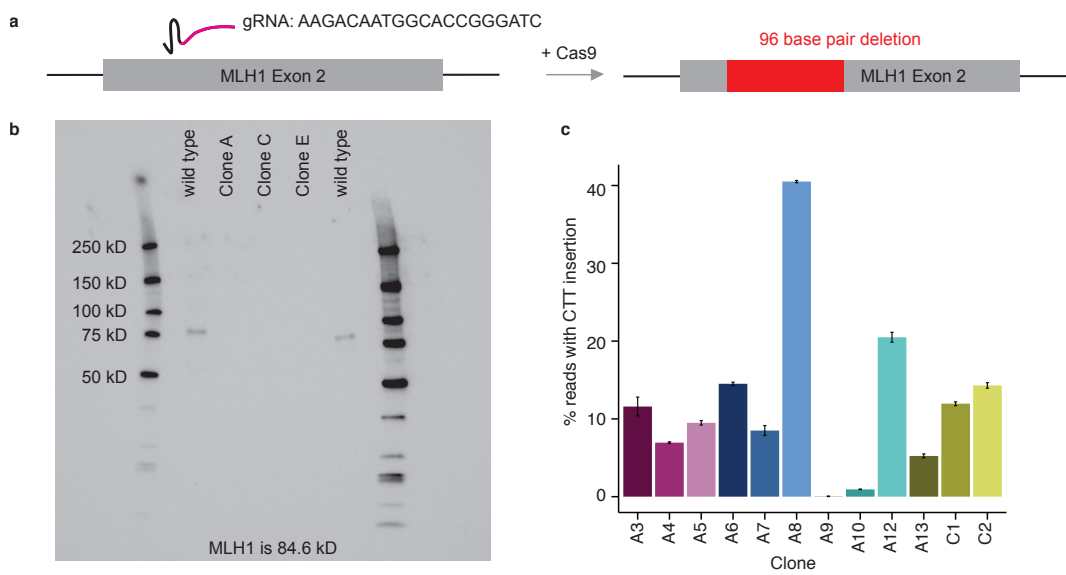 a
gRNA: AAGACAATGGCACCGGGATC
MLH1 Exon 2
+ Cas9
96 base pair deletion
MLH1 Exon 2
b
wild type
Clone A
Clone C
Clone E
wild type
250 kD
150 kD
100 kD
75 kD
50 kD
MLH1 is 84.6 kD
c
% reads with CTT insertion
40
30
20
10
0
A3
A4
A5
A6
A7
A8
A9
A10
A12
A13
C1
C2
Clone